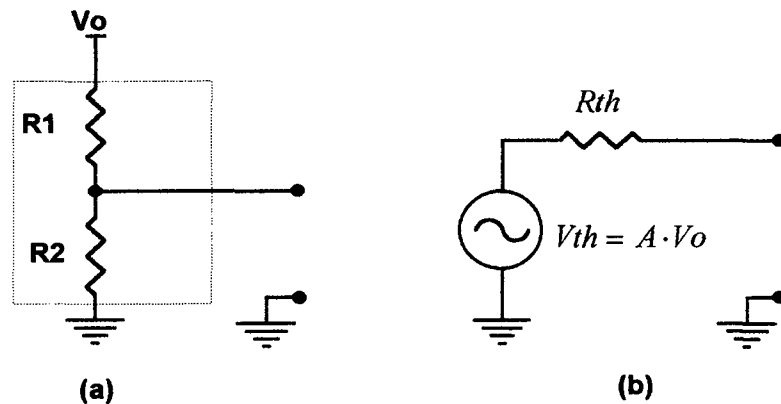 Vo
R1
R2
(a)
Rth
Vth = A·Vo
(b)